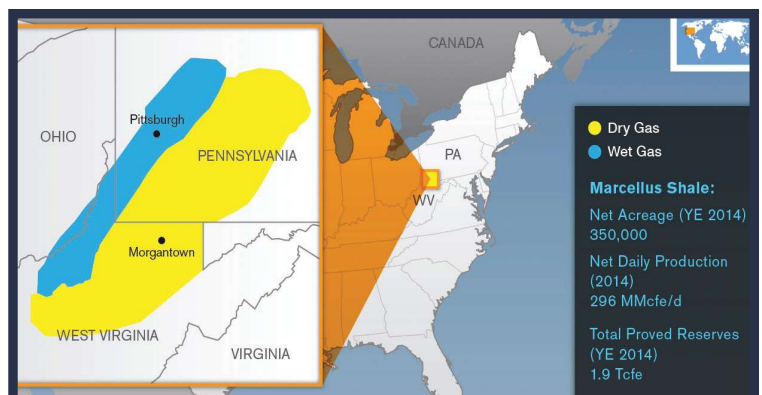 CANADA
OHIO
Pittsburgh
PENNSYLVANIA
Morgantown
WEST VIRGINIA
VIRGINIA
PA
WV
Dry Gas
Wet Gas
Marcellus Shale:
Net Acreage (YE 2014)
350,000
Net Daily Production
(2014)
296 MMcfe/d
Total Proved Reserves
(YE 2014)
1.9 Tcfe